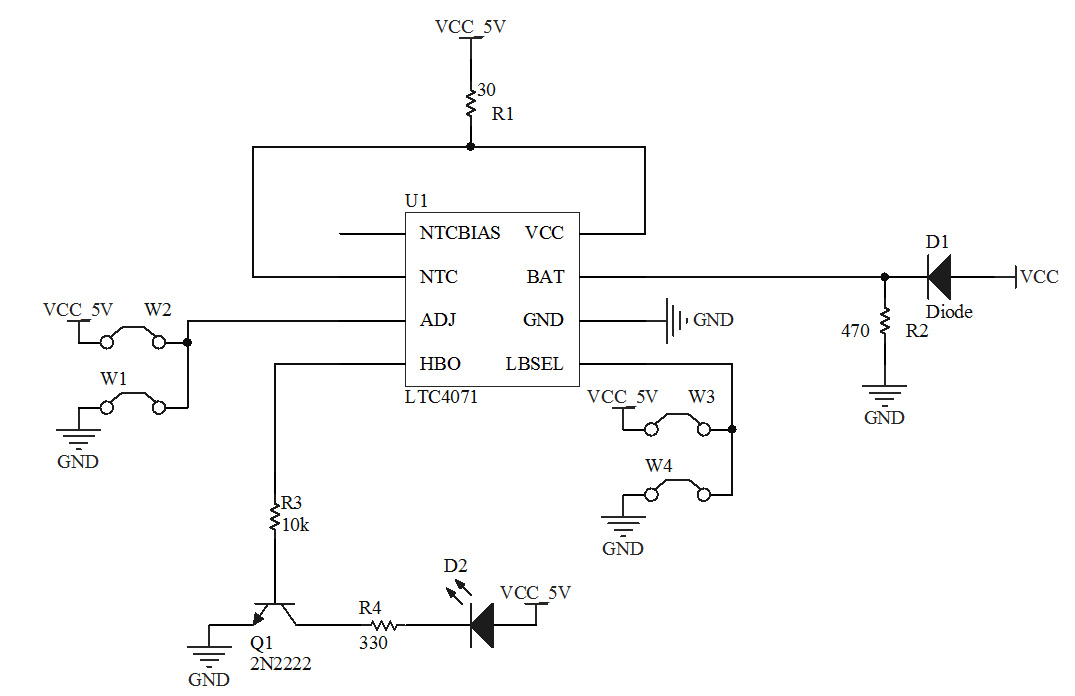 VCC_5V
30
R1
U1
NTCBIAS VCC
NTC BAT
ADJ GND
HBO LBSEL
LTC4071
D1
VCC
Diode
470 R2
GND
GND
VCC_5V W2
W1
GND
VCC_5V W3
W4
GND
R3
10k
D2
VCC_5V
R4
330
Q1
2N2222
GND